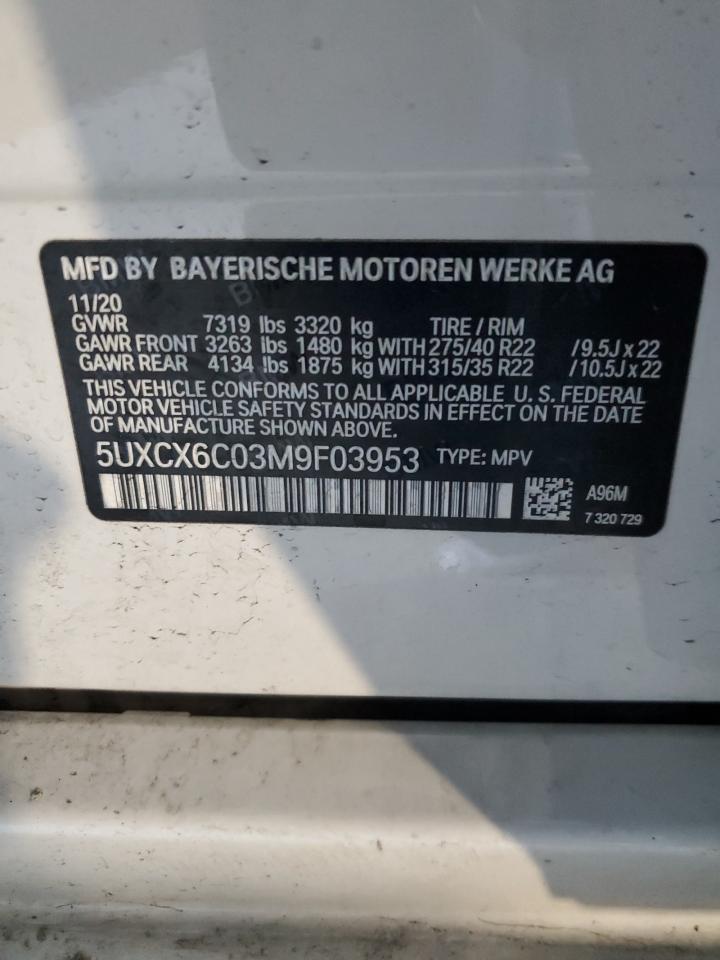 MFD BY BAYERISCHE MOTOREN WERKE AG
11/20
GVWR 7319 lbs 3320 kg TIRE / RIM
GAWR FRONT 3263 lbs 1480 kg WITH 275/40 R22 / 9.5J x 22
GAWR REAR 4134 lbs 1875 kg WITH 315/35 R22 / 10.5J x 22
THIS VEHICLE CONFORMS TO ALL APPLICABLE U. S. FEDERAL
MOTOR VEHICLE SAFETY STANDARDS IN EFFECT ON THE DATE
OF MANUFACTURE SHOWN ABOVE.
5UXCX6C03M9F03953 TYPE: MPV
A96M
7 320 729